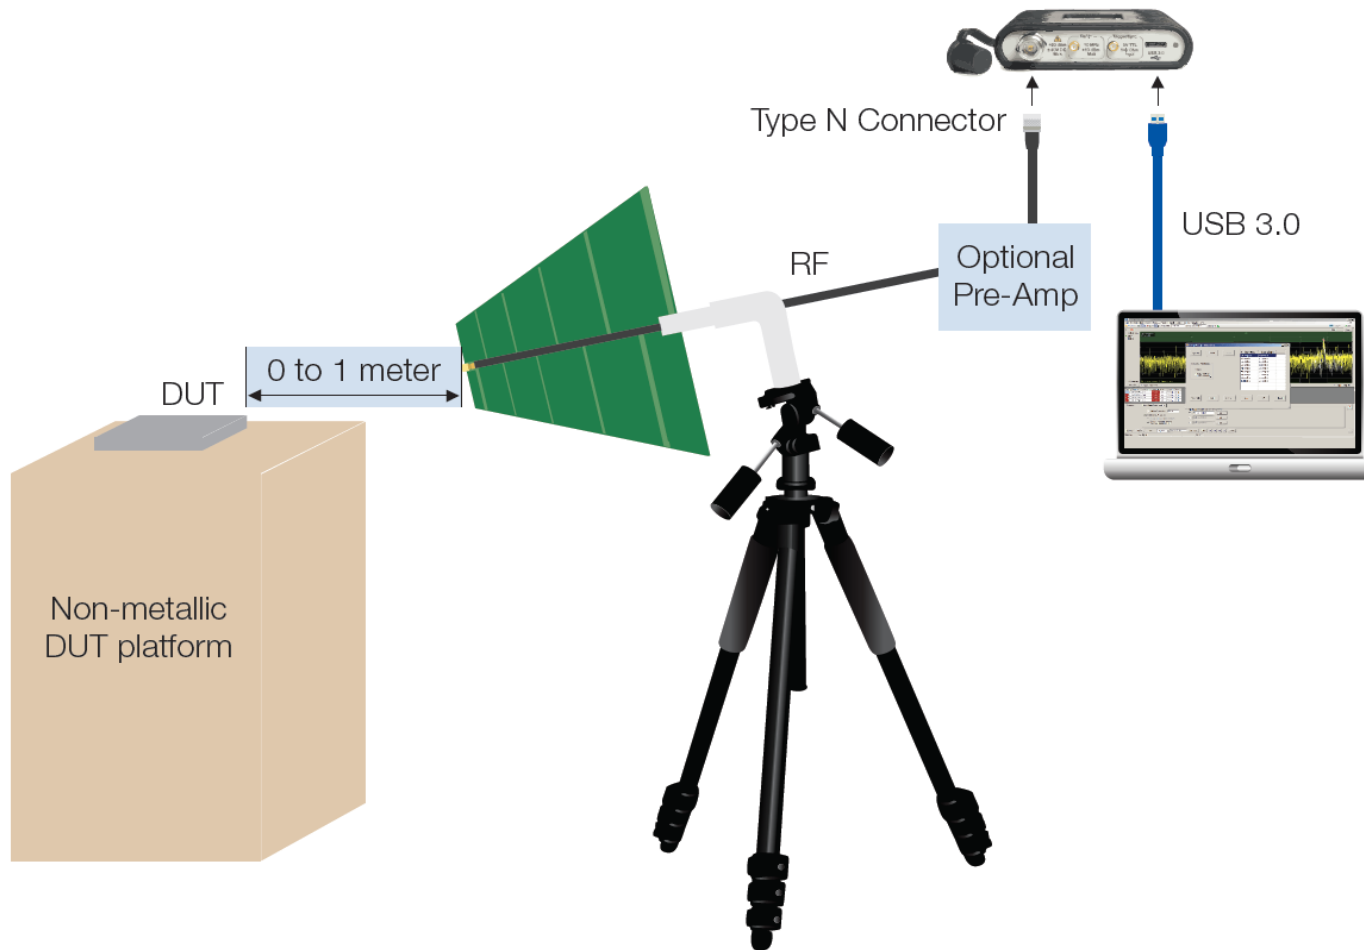 Type N Connector
USB 3.0
RF
Optional
Pre-Amp
0 to 1 meter
DUT
Non-metallic
DUT platform